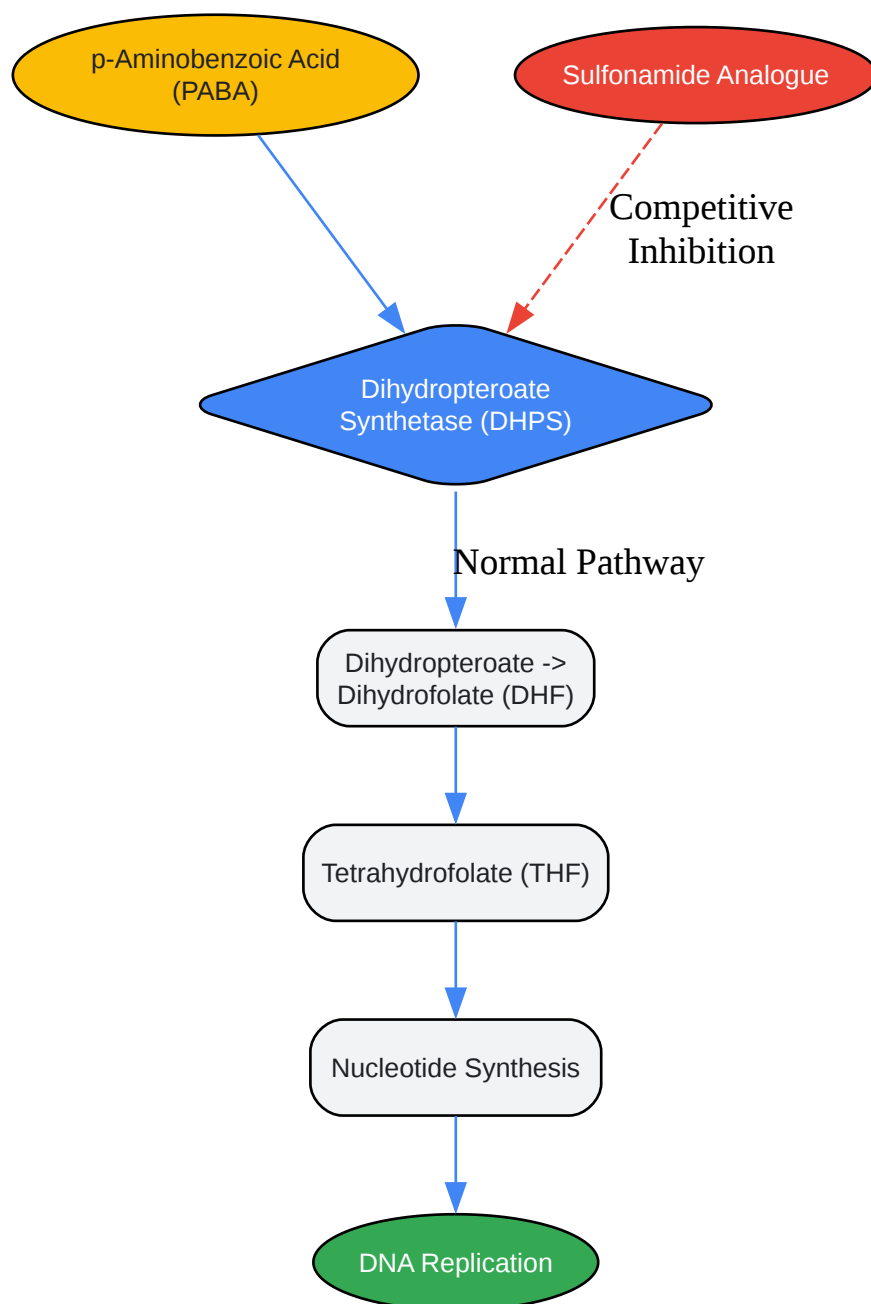 p-Aminobenzoic Acid
(PABA)
Sulfonamide Analogue
Competitive
Inhibition
Dihydropteroate
Synthetase (DHPS)
Normal Pathway
Dihydropteroate ->
Dihydrofolate (DHF)
Tetrahydrofolate (THF)
Nucleotide Synthesis
DNA Replication